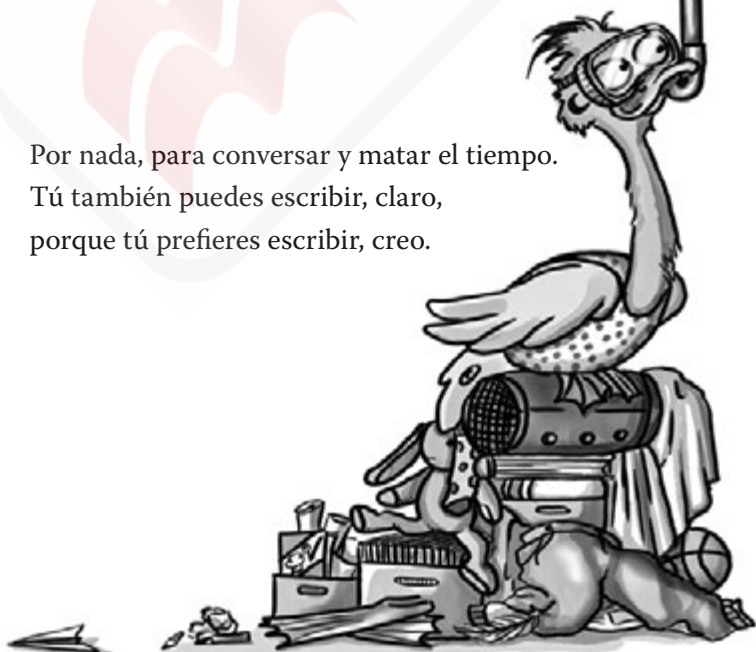 Por nada, para conversar y matar el tiempo.
Tú también puedes escribir, claro,
porque tú prefieres escribir, creo.